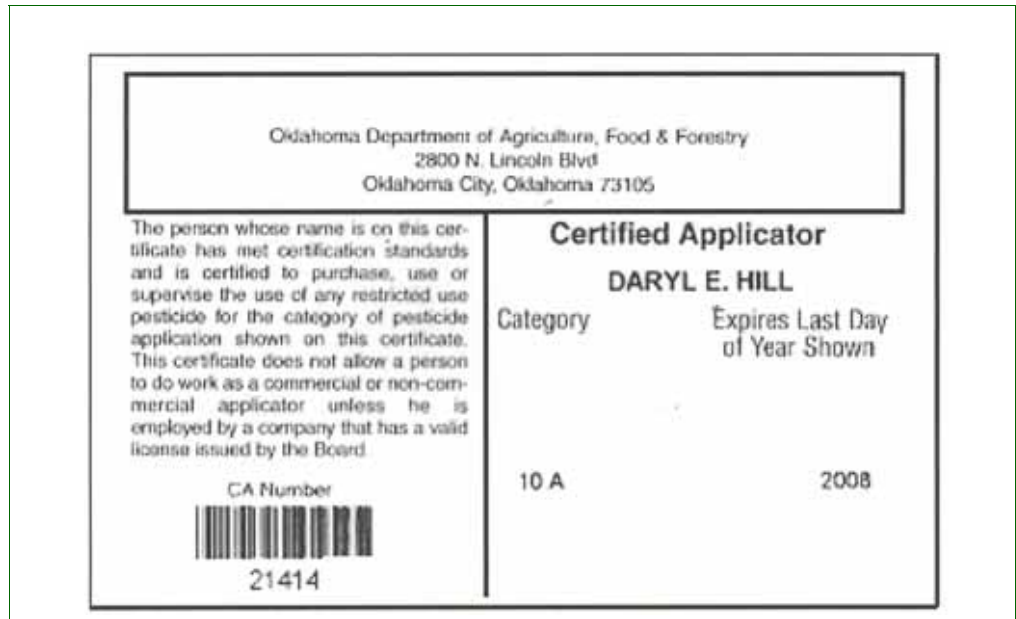 Oklahoma Department of Agriculture, Food & Forestry
2800 N. Lincoln Blvd
Oklahoma City, Oklahoma 73105
The person whose name is on this cer-
tificate has met certification standards
and is certified to purchase, use or
supervise the use of any restricted use
pesticide for the category of pesticide
application shown on this certificate.
This certificate does not allow a person
to do work as a commercial or non-com-
mercial applicator unless he is
employed by a company that has a valid
license issued by the Board
CA Number
21414
Certified Applicator
DARYL E. HILL
Category Expires Last Day
of Year Shown
10 A 2008